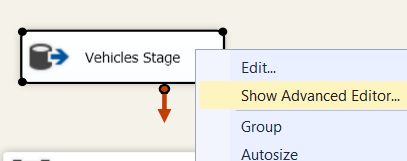 Vehicles Stage
Edit...
Show Advanced Editor...
Group
Autosize